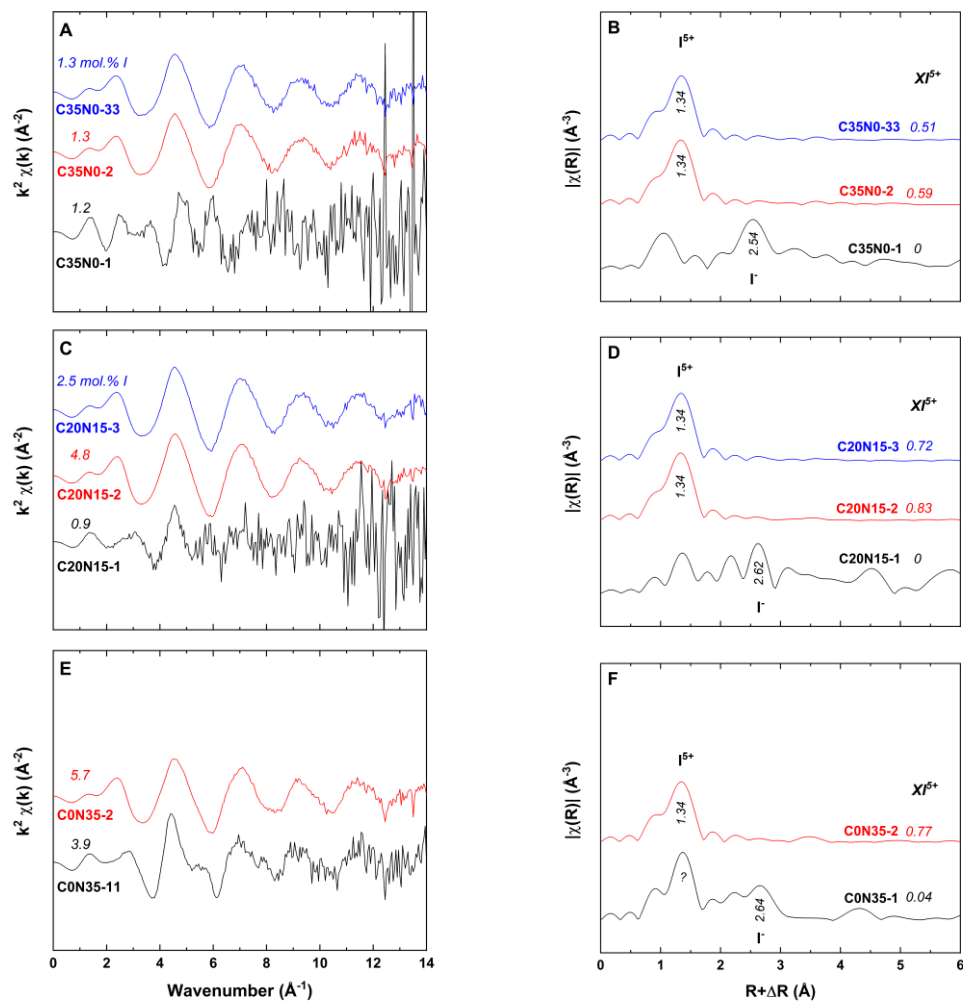 A
k² χ(k) (Å⁻²)
1.3 mol.% I
C35N0-33
1.3
C35N0-2
1.2
C35N0-1
B
|χ(R)| (Å⁻³)
I⁵⁺
XI⁵⁺
1.34
C35N0-33 0.51
1.34
C35N0-2 0.59
2.54
C35N0-1 0
I⁻
C
k² χ(k) (Å⁻²)
2.5 mol.% I
C20N15-3
4.8
C20N15-2
0.9
C20N15-1
D
|χ(R)| (Å⁻³)
I⁵⁺
XI⁵⁺
1.34
C20N15-3 0.72
1.34
C20N15-2 0.83
2.62
C20N15-1 0
I⁻
E
k² χ(k) (Å⁻²)
5.7
C0N35-2
3.9
C0N35-11
0 2 4 6 8 10 12 14
Wavenumber (Å⁻¹)
F
|χ(R)| (Å⁻³)
I⁵⁺
XI⁵⁺
1.34
C0N35-2 0.77
?
2.64
C0N35-1 0.04
I⁻
0 1 2 3 4 5 6
R+ΔR (Å)